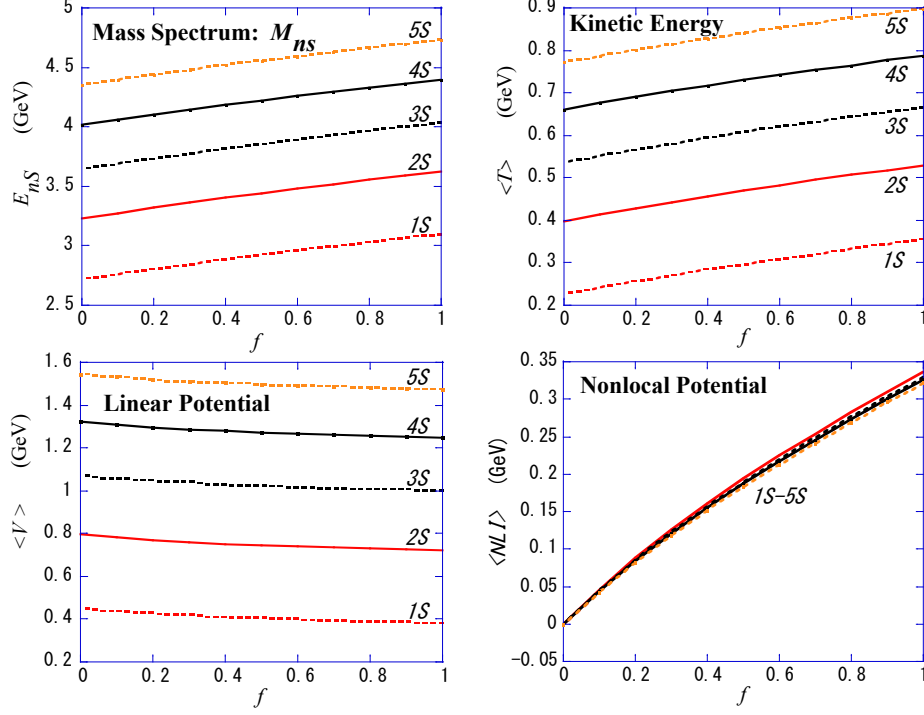 Mass Spectrum: M_ns
5S
4S
3S
2S
1S
5
4.5
4
3.5
3
2.5
E_nS (GeV)
0 0.2 0.4 0.6 0.8 1
f
Kinetic Energy
5S
4S
3S
2S
1S
0.9
0.8
0.7
0.6
0.5
0.4
0.3
0.2
<T> (GeV)
0 0.2 0.4 0.6 0.8 1
f
Linear Potential
5S
4S
3S
2S
1S
1.6
1.4
1.2
1
0.8
0.6
0.4
0.2
<V> (GeV)
0 0.2 0.4 0.6 0.8 1
f
Nonlocal Potential
1S-5S
0.35
0.3
0.25
0.2
0.15
0.1
0.05
0
-0.05
<NLI> (GeV)
0 0.2 0.4 0.6 0.8 1
f